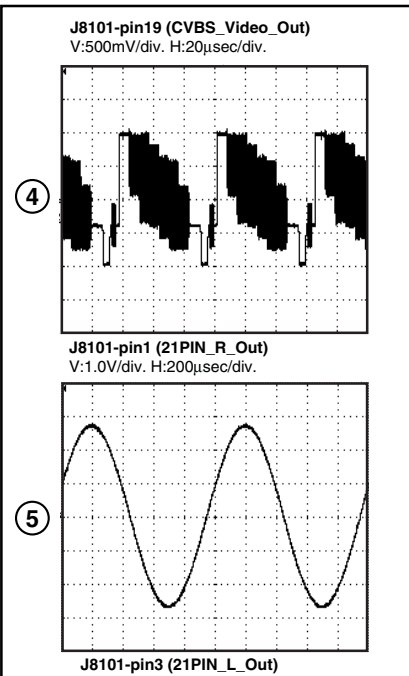 J8101-pin19 (CVBS_Video_Out)
V:500mV/div. H:20µsec/div.
4
J8101-pin1 (21PIN_R_Out)
V:1.0V/div. H:200µsec/div.
5
J8101-pin3 (21PIN_L_Out)